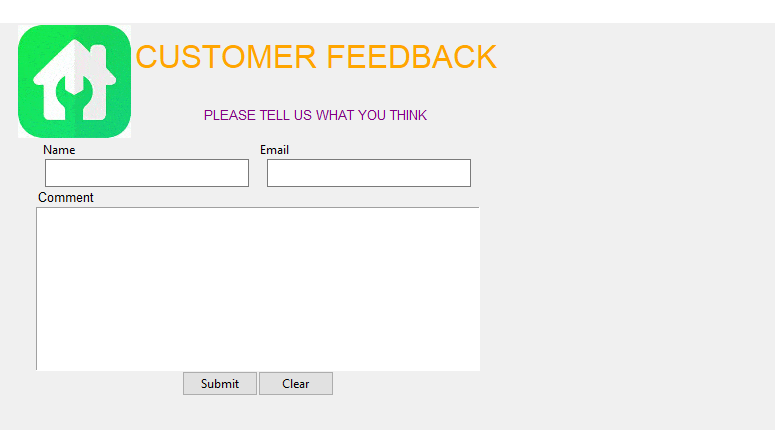 CUSTOMER FEEDBACK
PLEASE TELL US WHAT YOU THINK
Name Email
Comment
Submit Clear